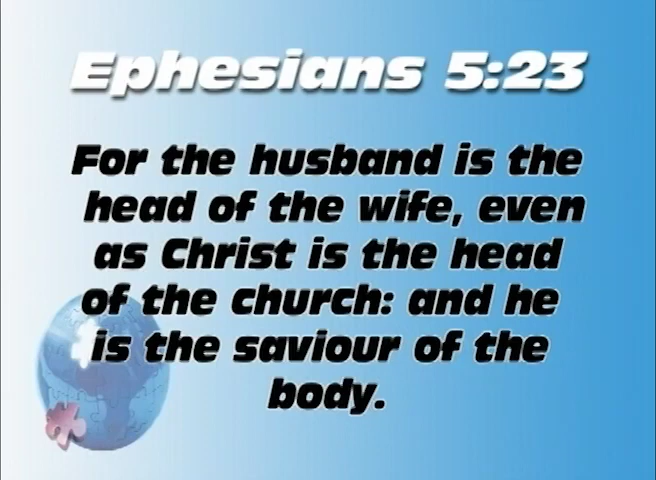 Ephesians 5:23
For the husband is the
head of the wife, even
as Christ is the head
of the church: and he
is the saviour of the
body.